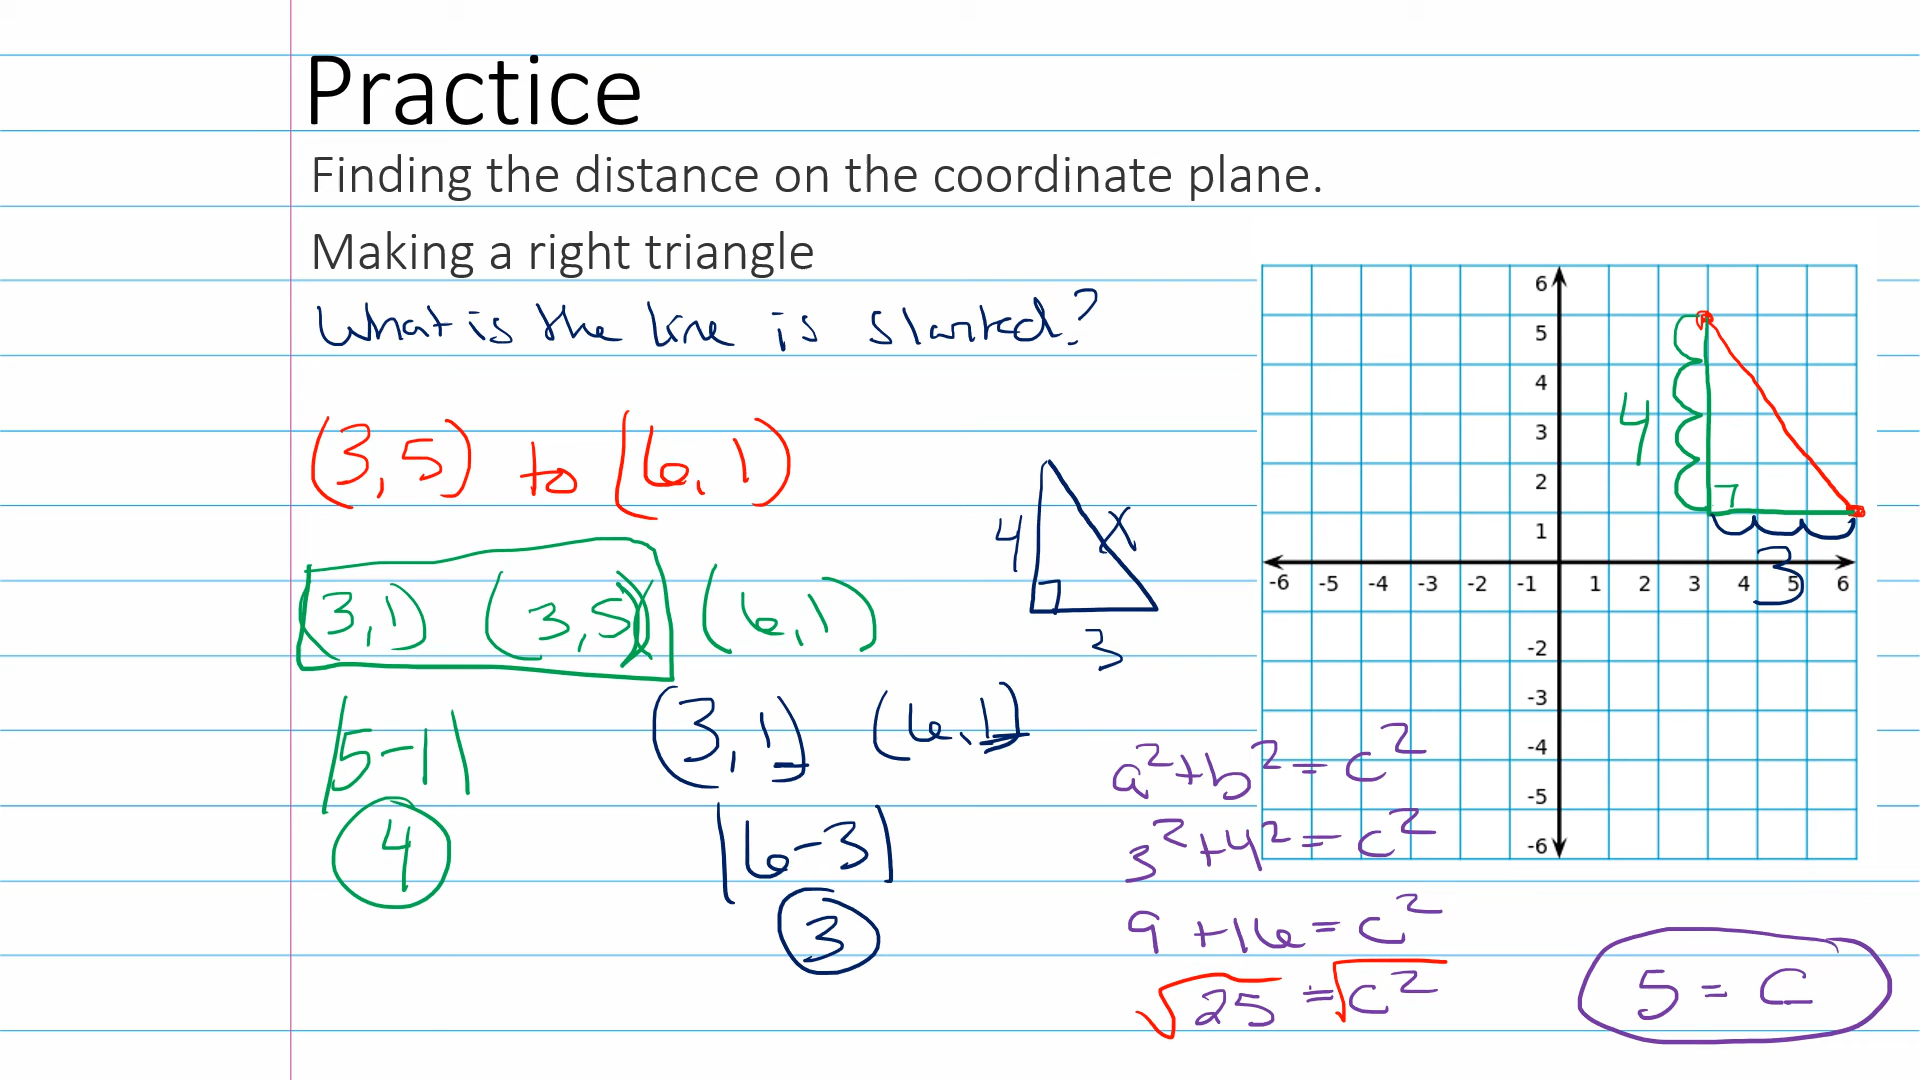 Practice
Finding the distance on the coordinate plane.
Making a right triangle
What is the line is slanted?
(3,5) to (6,1)
(3,1) (3,5) (6,1)
|5-1|
4
(3,1) (6,1)
|6-3|
3
4 x
3
6
5
4
3
2
1
-6 -5 -4 -3 -2 -1 1 2 3 4 5 6
-2
-3
-4
-5
-6
4
3
a²+b²=c²
3²+4²=c²
9+16=c²
√25=√c²
5=c